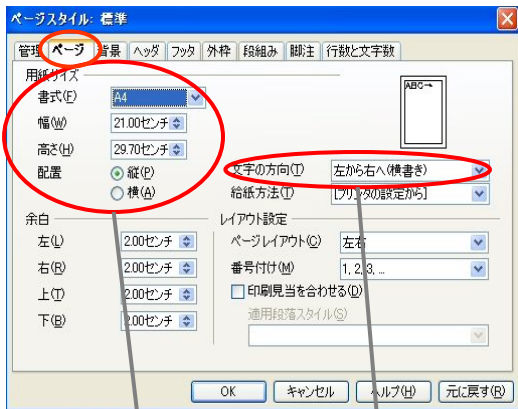 ページスタイル: 標準
管理 ページ 背景 ヘッダ フッタ 外枠 段組み 脚注 行数と文字数
用紙サイズ
書式(F) A4
幅(W) 21.00センチ
高さ(H) 29.70センチ
配置 縦(P)
横(A)
ABC→
文字の方向(T) 左から右へ(横書き)
給紙方法(T) [プリンタの設定から]
余白
左(L) 2.00センチ
右(R) 2.00センチ
上(T) 2.00センチ
下(B) 2.00センチ
レイアウト設定
ページレイアウト(C) 左右
番号付け(M) 1, 2, 3, ...
印刷見当を合わせる(D)
適用段落スタイル(S)
OK キャンセル ヘルプ(H) 元に戻す(R)